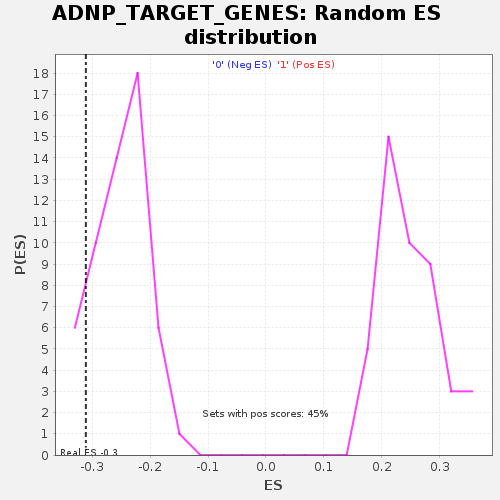 ADNP_TARGET_GENES: Random ES
distribution
'0' (Neg ES) '1' (Pos ES)
18
17
16
15
14
13
12
11
10
9
8
7
6
5
4
3
2
1
0
P(ES)
Sets with pos scores: 45%
Real ES -0.3
-0.3 -0.2 -0.1 0.0 0.1 0.2 0.3
ES